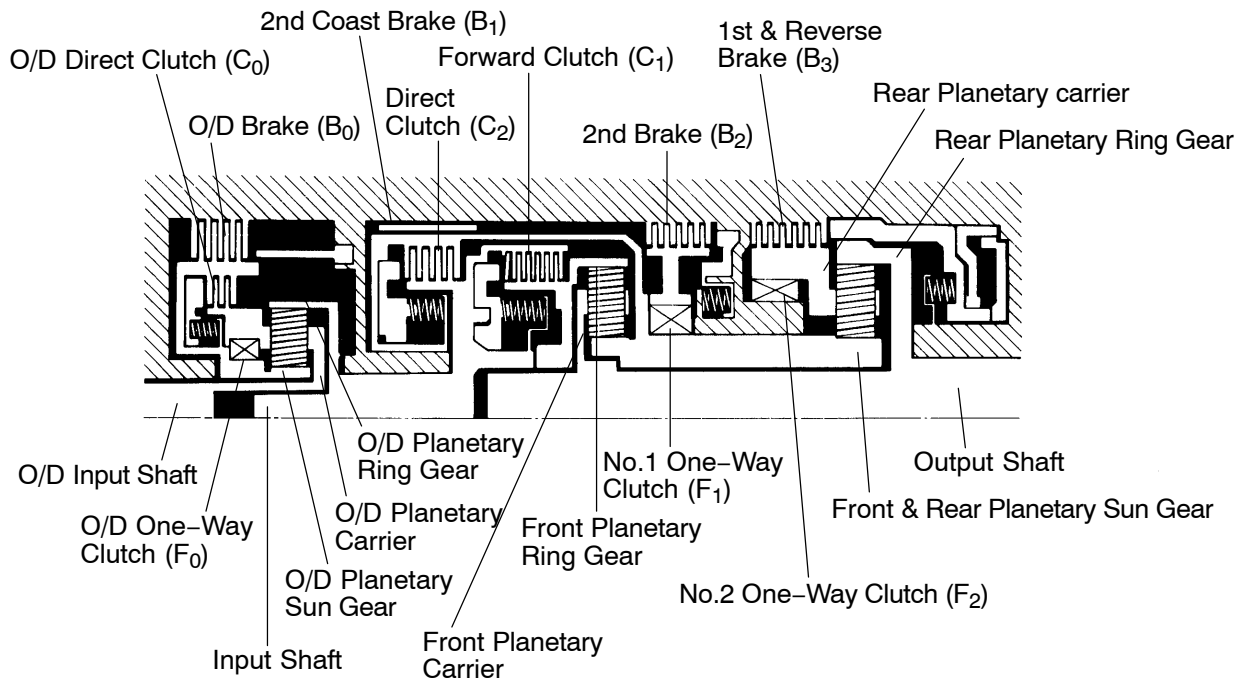 2nd Coast Brake (B1)
O/D Direct Clutch (C0)
Forward Clutch (C1)
1st & Reverse
Brake (B3)
Direct
Clutch (C2)
O/D Brake (B0)
2nd Brake (B2)
Rear Planetary carrier
Rear Planetary Ring Gear
O/D Input Shaft
O/D Planetary
Ring Gear
No.1 One-Way
Clutch (F1)
Output Shaft
O/D One-Way
Clutch (F0)
O/D Planetary
Carrier
Front Planetary
Ring Gear
Front & Rear Planetary Sun Gear
O/D Planetary
Sun Gear
No.2 One-Way Clutch (F2)
Input Shaft
Front Planetary
Carrier